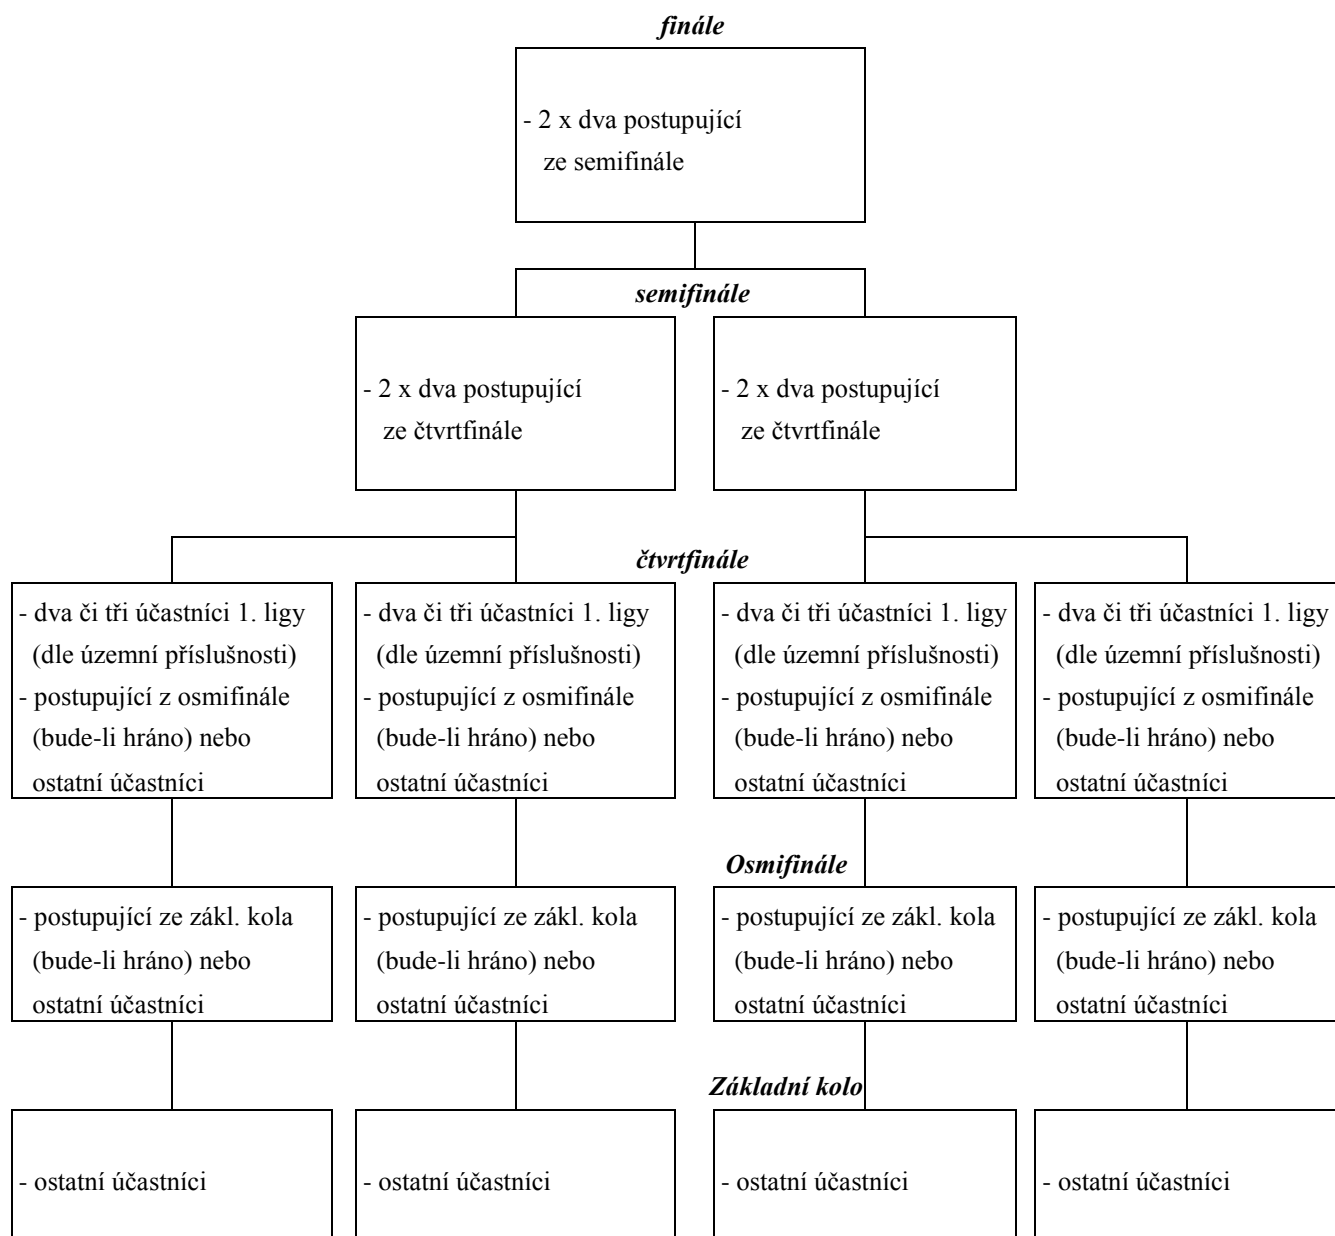 finále
- 2 x dva postupující
ze semifinále
semifinále
- 2 x dva postupující
ze čtvrtfinále
- 2 x dva postupující
ze čtvrtfinále
čtvrtfinále
- dva či tři účastníci 1. ligy
(dle územní příslušnosti)
- postupující z osmifinále
(bude-li hráno) nebo
ostatní účastníci
- dva či tři účastníci 1. ligy
(dle územní příslušnosti)
- postupující z osmifinále
(bude-li hráno) nebo
ostatní účastníci
- dva či tři účastníci 1. ligy
(dle územní příslušnosti)
- postupující z osmifinále
(bude-li hráno) nebo
ostatní účastníci
- dva či tři účastníci 1. ligy
(dle územní příslušnosti)
- postupující z osmifinále
(bude-li hráno) nebo
ostatní účastníci
Osmifinále
- postupující ze zákl. kola
(bude-li hráno) nebo
ostatní účastníci
- postupující ze zákl. kola
(bude-li hráno) nebo
ostatní účastníci
- postupující ze zákl. kola
(bude-li hráno) nebo
ostatní účastníci
- postupující ze zákl. kola
(bude-li hráno) nebo
ostatní účastníci
Základní kolo
- ostatní účastníci
- ostatní účastníci
- ostatní účastníci
- ostatní účastníci